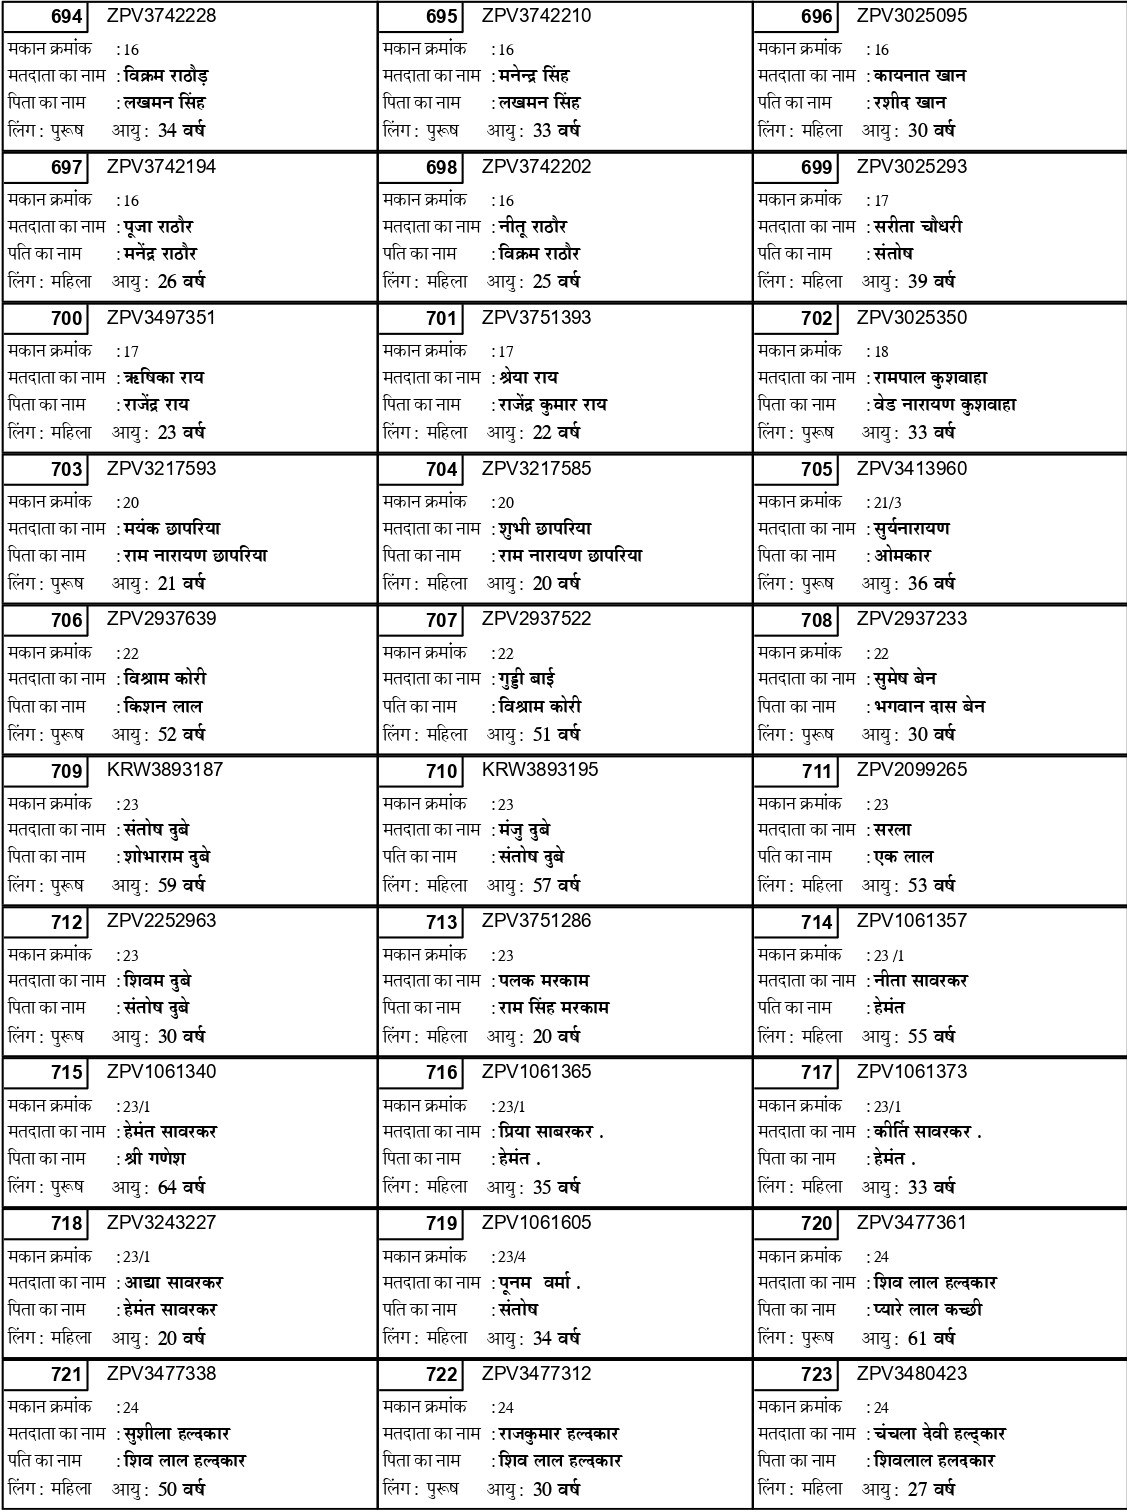 694 ZPV3742228
मकान क्रमांक :16
मतदाता का नाम :विक्रम राठौड़
पिता का नाम :लखमन सिंह
लिंग: पुरूष आयु: 34 वर्ष
695 ZPV3742210
मकान क्रमांक :16
मतदाता का नाम :मनेन्द्र सिंह
पिता का नाम :लखमन सिंह
लिंग: पुरूष आयु: 33 वर्ष
696 ZPV3025095
मकान क्रमांक :16
मतदाता का नाम :कायनात खान
पति का नाम :रशीद खान
लिंग: महिला आयु: 30 वर्ष
697 ZPV3742194
मकान क्रमांक :16
मतदाता का नाम :पूजा राठौर
पति का नाम :मनेंद्र राठौर
लिंग: महिला आयु: 26 वर्ष
698 ZPV3742202
मकान क्रमांक :16
मतदाता का नाम :नीतू राठौर
पति का नाम :विक्रम राठौर
लिंग: महिला आयु: 25 वर्ष
699 ZPV3025293
मकान क्रमांक :17
मतदाता का नाम :सरीता चौधरी
पति का नाम :संतोष
लिंग: महिला आयु: 39 वर्ष
700 ZPV3497351
मकान क्रमांक :17
मतदाता का नाम :ऋषिका राय
पिता का नाम :राजेंद्र राय
लिंग: महिला आयु: 23 वर्ष
701 ZPV3751393
मकान क्रमांक :17
मतदाता का नाम :श्रेया राय
पिता का नाम :राजेंद्र कुमार राय
लिंग: महिला आयु: 22 वर्ष
702 ZPV3025350
मकान क्रमांक :18
मतदाता का नाम :रामपाल कुशवाहा
पिता का नाम :वेड नारायण कुशवाहा
लिंग: पुरूष आयु: 33 वर्ष
703 ZPV3217593
मकान क्रमांक :20
मतदाता का नाम :मयंक छापरिया
पिता का नाम :राम नारायण छापरिया
लिंग: पुरूष आयु: 21 वर्ष
704 ZPV3217585
मकान क्रमांक :20
मतदाता का नाम :शुभी छापरिया
पिता का नाम :राम नारायण छापरिया
लिंग: महिला आयु: 20 वर्ष
705 ZPV3413960
मकान क्रमांक :21/3
मतदाता का नाम :सुर्यनारायण
पिता का नाम :ओमकार
लिंग: पुरूष आयु: 36 वर्ष
706 ZPV2937639
मकान क्रमांक :22
मतदाता का नाम :विश्राम कोरी
पिता का नाम :किशन लाल
लिंग: पुरूष आयु: 52 वर्ष
707 ZPV2937522
मकान क्रमांक :22
मतदाता का नाम :गुड्डी बाई
पति का नाम :विश्राम कोरी
लिंग: महिला आयु: 51 वर्ष
708 ZPV2937233
मकान क्रमांक :22
मतदाता का नाम :सुमेष बेन
पिता का नाम :भगवान दास बेन
लिंग: पुरूष आयु: 30 वर्ष
709 KRW3893187
मकान क्रमांक :23
मतदाता का नाम :संतोष दुबे
पिता का नाम :शोभाराम दुबे
लिंग: पुरूष आयु: 59 वर्ष
710 KRW3893195
मकान क्रमांक :23
मतदाता का नाम :मंजु दुबे
पति का नाम :संतोष दुबे
लिंग: महिला आयु: 57 वर्ष
711 ZPV2099265
मकान क्रमांक :23
मतदाता का नाम :सरला
पति का नाम :एक लाल
लिंग: महिला आयु: 53 वर्ष
712 ZPV2252963
मकान क्रमांक :23
मतदाता का नाम :शिवम दुबे
पिता का नाम :संतोष दुबे
लिंग: पुरूष आयु: 30 वर्ष
713 ZPV3751286
मकान क्रमांक :23
मतदाता का नाम :पलक मरकाम
पिता का नाम :राम सिंह मरकाम
लिंग: महिला आयु: 20 वर्ष
714 ZPV1061357
मकान क्रमांक :23 /1
मतदाता का नाम :नीता सावरकर
पति का नाम :हेमंत
लिंग: महिला आयु: 55 वर्ष
715 ZPV1061340
मकान क्रमांक :23/1
मतदाता का नाम :हेमंत सावरकर
पिता का नाम :श्री गणेश
लिंग: पुरूष आयु: 64 वर्ष
716 ZPV1061365
मकान क्रमांक :23/1
मतदाता का नाम :प्रिया साबरकर .
पिता का नाम :हेमंत .
लिंग: महिला आयु: 35 वर्ष
717 ZPV1061373
मकान क्रमांक :23/1
मतदाता का नाम :कीर्ति सावरकर .
पिता का नाम :हेमंत .
लिंग: महिला आयु: 33 वर्ष
718 ZPV3243227
मकान क्रमांक :23/1
मतदाता का नाम :आद्या सावरकर
पिता का नाम :हेमंत सावरकर
लिंग: महिला आयु: 20 वर्ष
719 ZPV1061605
मकान क्रमांक :23/4
मतदाता का नाम :पूनम वर्मा .
पति का नाम :संतोष
लिंग: महिला आयु: 34 वर्ष
720 ZPV3477361
मकान क्रमांक :24
मतदाता का नाम :शिव लाल हल्दकार
पिता का नाम :प्यारे लाल कच्छी
लिंग: पुरूष आयु: 61 वर्ष
721 ZPV3477338
मकान क्रमांक :24
मतदाता का नाम :सुशीला हल्दकार
पति का नाम :शिव लाल हल्दकार
लिंग: महिला आयु: 50 वर्ष
722 ZPV3477312
मकान क्रमांक :24
मतदाता का नाम :राजकुमार हल्दकार
पिता का नाम :शिव लाल हल्दकार
लिंग: पुरूष आयु: 30 वर्ष
723 ZPV3480423
मकान क्रमांक :24
मतदाता का नाम :चंचला देवी हल्द्कार
पिता का नाम :शिवलाल हलदकार
लिंग: महिला आयु: 27 वर्ष